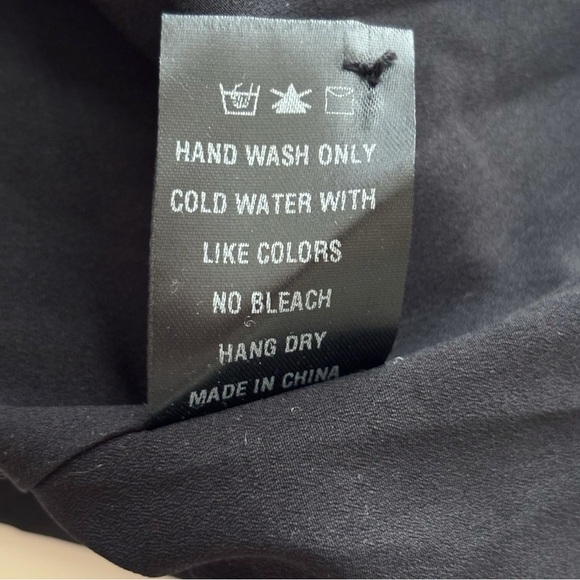 HAND WASH ONLY
COLD WATER WITH
LIKE COLORS
NO BLEACH
HANG DRY
MADE IN CHINA